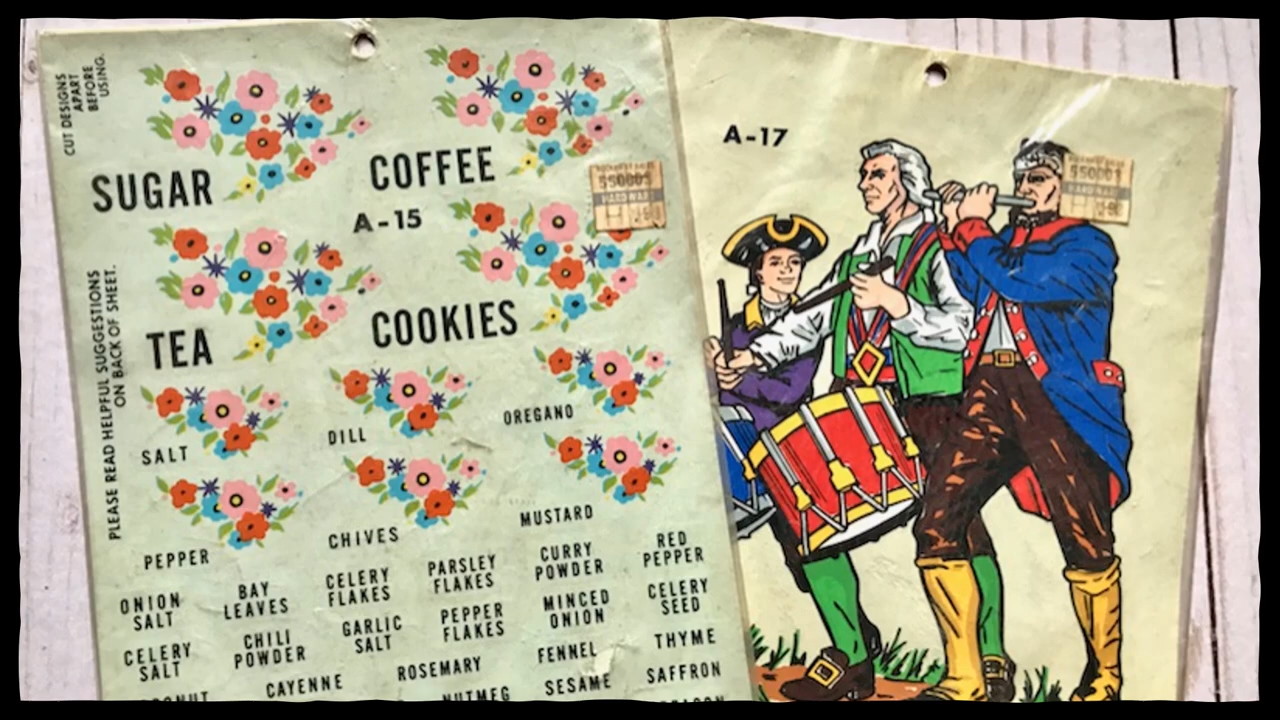 CUT DESIGNS
APART
BEFORE
USING.
SUGAR
COFFEE
A-15
TEA
COOKIES
PLEASE READ HELPFUL SUGGESTIONS
ON BACK OF SHEET.
SALT
DILL
OREGANO
PEPPER
CHIVES
MUSTARD
ONION
SALT
BAY
LEAVES
CELERY
FLAKES
PARSLEY
FLAKES
CURRY
POWDER
RED
PEPPER
CELERY
SALT
CHILI
POWDER
GARLIC
SALT
PEPPER
FLAKES
MINCED
ONION
CELERY
SEED
CAYENNE
ROSEMARY
FENNEL
THYME
NUTMEG
SESAME
SAFFRON
HARDWARE
A-17